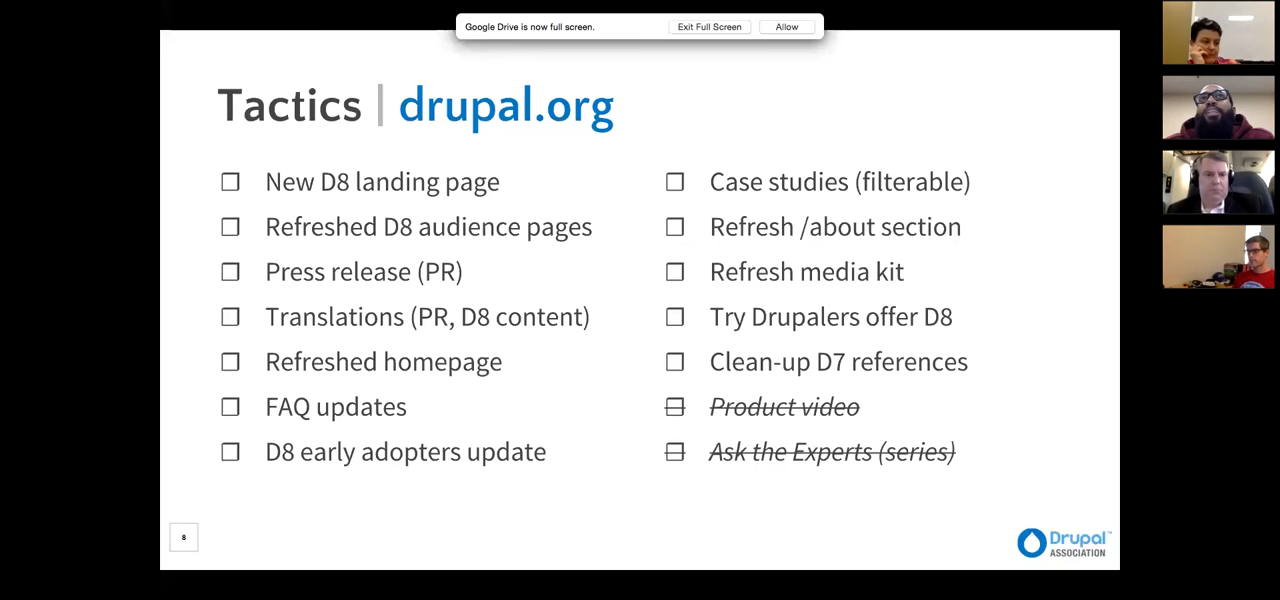 Google Drive is now full screen. Exit Full Screen Allow
Tactics | drupal.org
New D8 landing page
Refreshed D8 audience pages
Press release (PR)
Translations (PR, D8 content)
Refreshed homepage
FAQ updates
D8 early adopters update
Case studies (filterable)
Refresh /about section
Refresh media kit
Try Drupalers offer D8
Clean-up D7 references
Product video
Ask the Experts (series)
8
Drupal™
ASSOCIATION